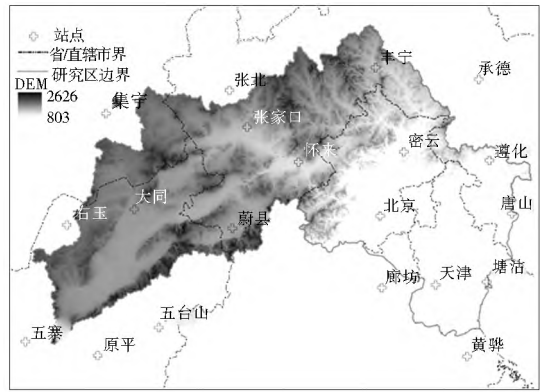 站点
省/直辖市界
研究区边界
DEM
2626
803
丰宁
承德
张北
集宁
张家口
怀来
密云
遵化
右玉
大同
蔚县
北京
唐山
廊坊
天津
塘沽
五台山
五寨
原平
黄骅